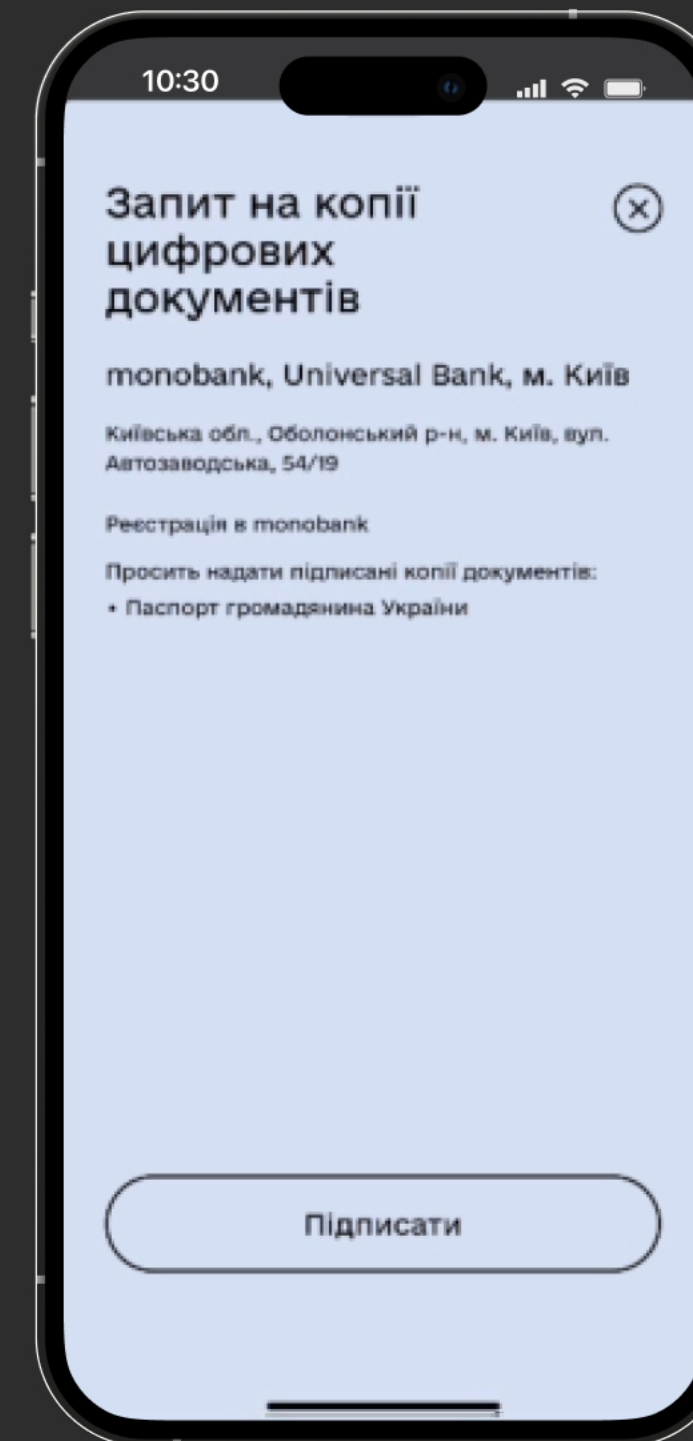 10:30
Запит на копії
цифрових
документів
monobank, Universal Bank, м. Київ
Київська обл., Оболонський р-н, м. Київ, вул.
Автозаводська, 54/19
Реєстрація в monobank
Просить надати підписані копії документів:
• Паспорт громадянина України
Підписати